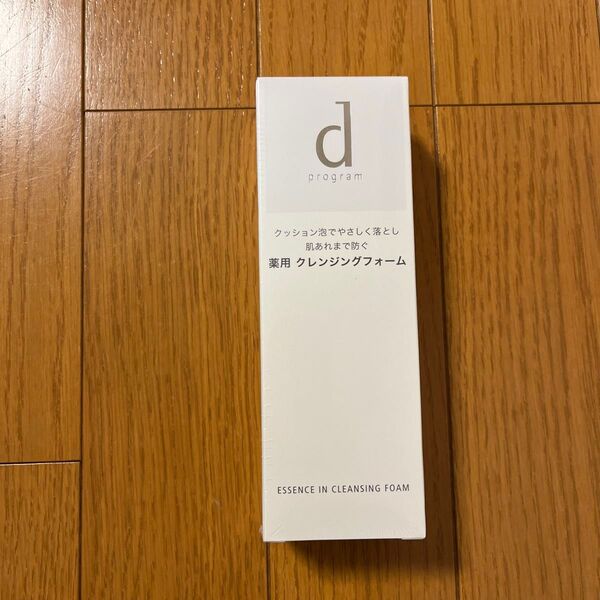 d
program
クッション泡でやさしく落とし
肌あれまで防ぐ
薬用 クレンジングフォーム
ESSENCE IN CLEANSING FOAM